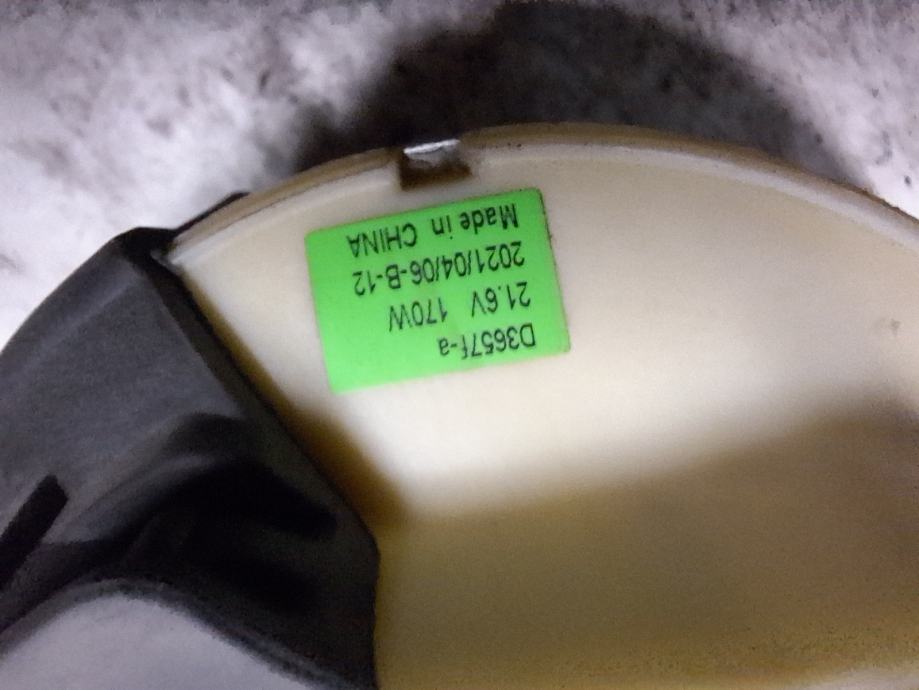 D3657f-a
21.6V 170W
2021/04/06-B-12
Made in CHINA